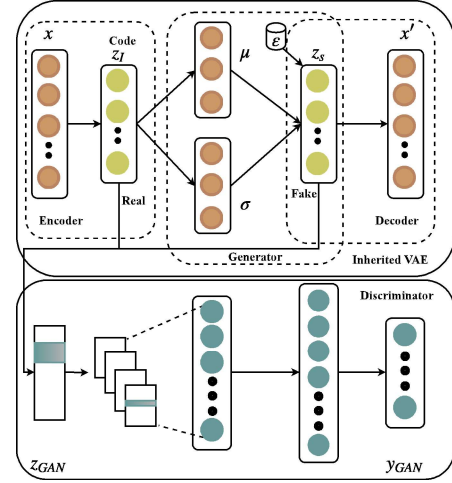 x
Code
z_I
μ
ε
z_s
x'
Encoder
Real
σ
Fake
Decoder
Generator
Inherited VAE
Discriminator
z_GAN
y_GAN